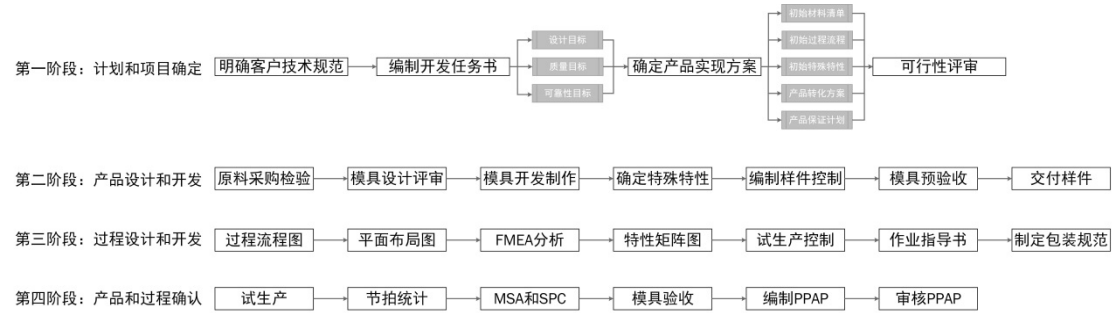 第一阶段：计划和项目确定
明确客户技术规范
编制开发任务书
设计目标
质量目标
可靠性目标
确定产品实现方案
初始材料清单
初始过程流程
初始特殊特性
产品转化方案
产品保证计划
可行性评审
第二阶段：产品设计和开发
原料采购检验
模具设计评审
模具开发制作
确定特殊特性
编制样件控制
模具预验收
交付样件
第三阶段：过程设计和开发
过程流程图
平面布局图
FMEA分析
特性矩阵图
试生产控制
作业指导书
制定包装规范
第四阶段：产品和过程确认
试生产
节拍统计
MSA和SPC
模具验收
编制PPAP
审核PPAP